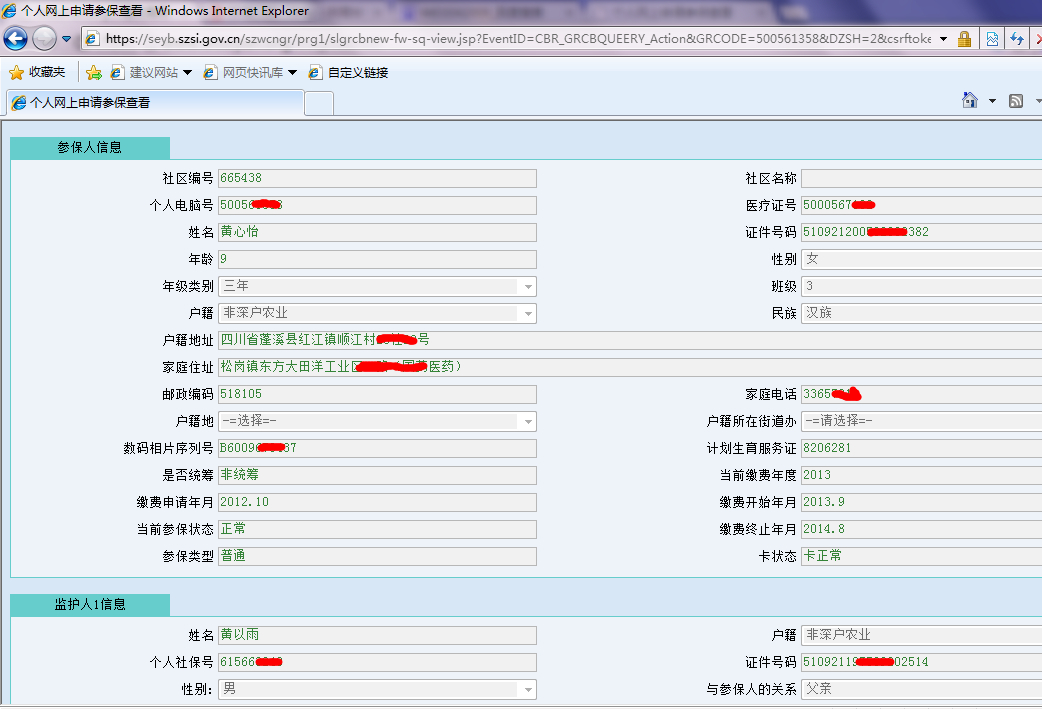 个人网上申请参保查看 - Windows Internet Explorer
https://seyb.szsi.gov.cn/szwcngr/prg1/slgrcbnew-fw-sq-view.jsp?EventID=CBR_GRCBQUEERY_Action&GRCODE=500561358&DZSH=2&csrftoke
收藏夹 建议网站 网页快讯库 自定义链接
个人网上申请参保查看
参保人信息
社区编号 665438 社区名称
个人电脑号 5005 医疗证号 5000567
姓名 黄心怡 证件号码 510921200 382
年龄 9 性别 女
年级类别 三年 班级 3
户籍 非深户农业 民族 汉族
户籍地址 四川省蓬溪县红江镇顺江村 号
家庭住址 松岗镇东方大田洋工业区 医药）
邮政编码 518105 家庭电话 3365
户籍地 -=选择=- 户籍所在街道办 -=请选择=-
数码相片序列号 B6009 37 计划生育服务证 8206281
是否统筹 非统筹 当前缴费年度 2013
缴费申请年月 2012.10 缴费开始年月 2013.9
当前参保状态 正常 缴费终止年月 2014.8
参保类型 普通 卡状态 卡正常
监护人1信息
姓名 黄以雨 户籍 非深户农业
个人社保号 61566 证件号码 51092119 02514
性别: 男 与参保人的关系 父亲